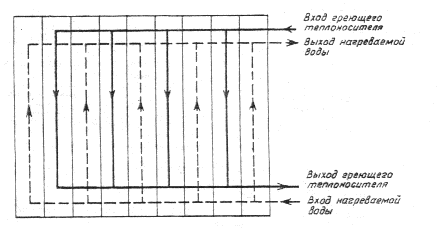 Вход греющего
теплоносителя
Выход нагреваемой
воды
Выход греющего
теплоносителя
Вход нагреваемой
воды